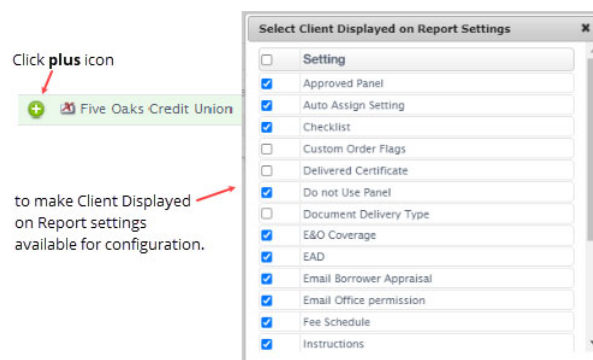 Click plus icon
Five Oaks Credit Union
to make Client Displayed
on Report settings
available for configuration.
Select Client Displayed on Report Settings
Setting
Approved Panel
Auto Assign Setting
Checklist
Custom Order Flags
Delivered Certificate
Do not Use Panel
Document Delivery Type
E&O Coverage
EAD
Email Borrower Appraisal
Email Office permission
Fee Schedule
Instructions